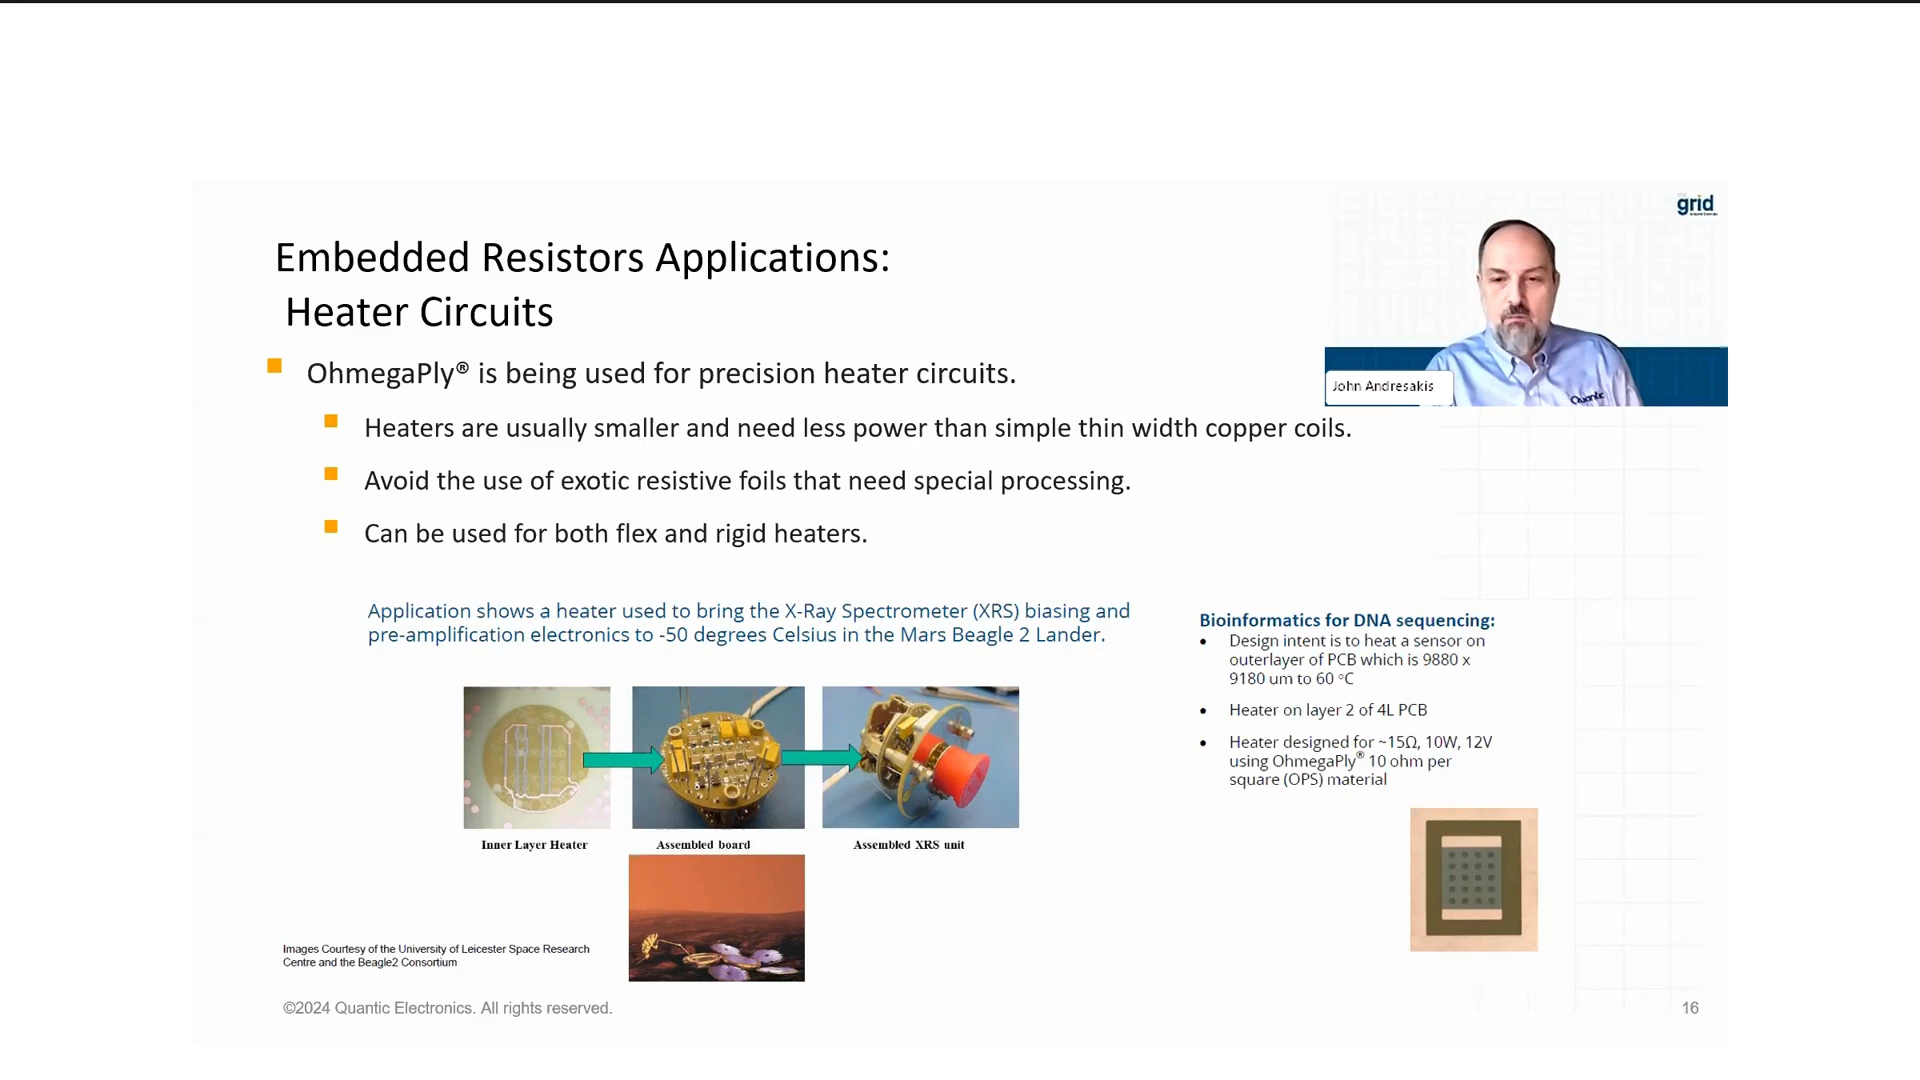 grid
Embedded Resistors Applications:
Heater Circuits
John Andresakis
Quantic
OhmegaPly® is being used for precision heater circuits.
Heaters are usually smaller and need less power than simple thin width copper coils.
Avoid the use of exotic resistive foils that need special processing.
Can be used for both flex and rigid heaters.
Application shows a heater used to bring the X-Ray Spectrometer (XRS) biasing and
pre-amplification electronics to -50 degrees Celsius in the Mars Beagle 2 Lander.
Inner Layer Heater
Assembled board
Assembled XRS unit
Bioinformatics for DNA sequencing:
• Design intent is to heat a sensor on
outerlayer of PCB which is 9880 x
9180 um to 60 °C
• Heater on layer 2 of 4L PCB
• Heater designed for ~15Ω, 10W, 12V
using OhmegaPly® 10 ohm per
square (OPS) material
Images Courtesy of the University of Leicester Space Research
Centre and the Beagle2 Consortium
©2024 Quantic Electronics. All rights reserved.
16